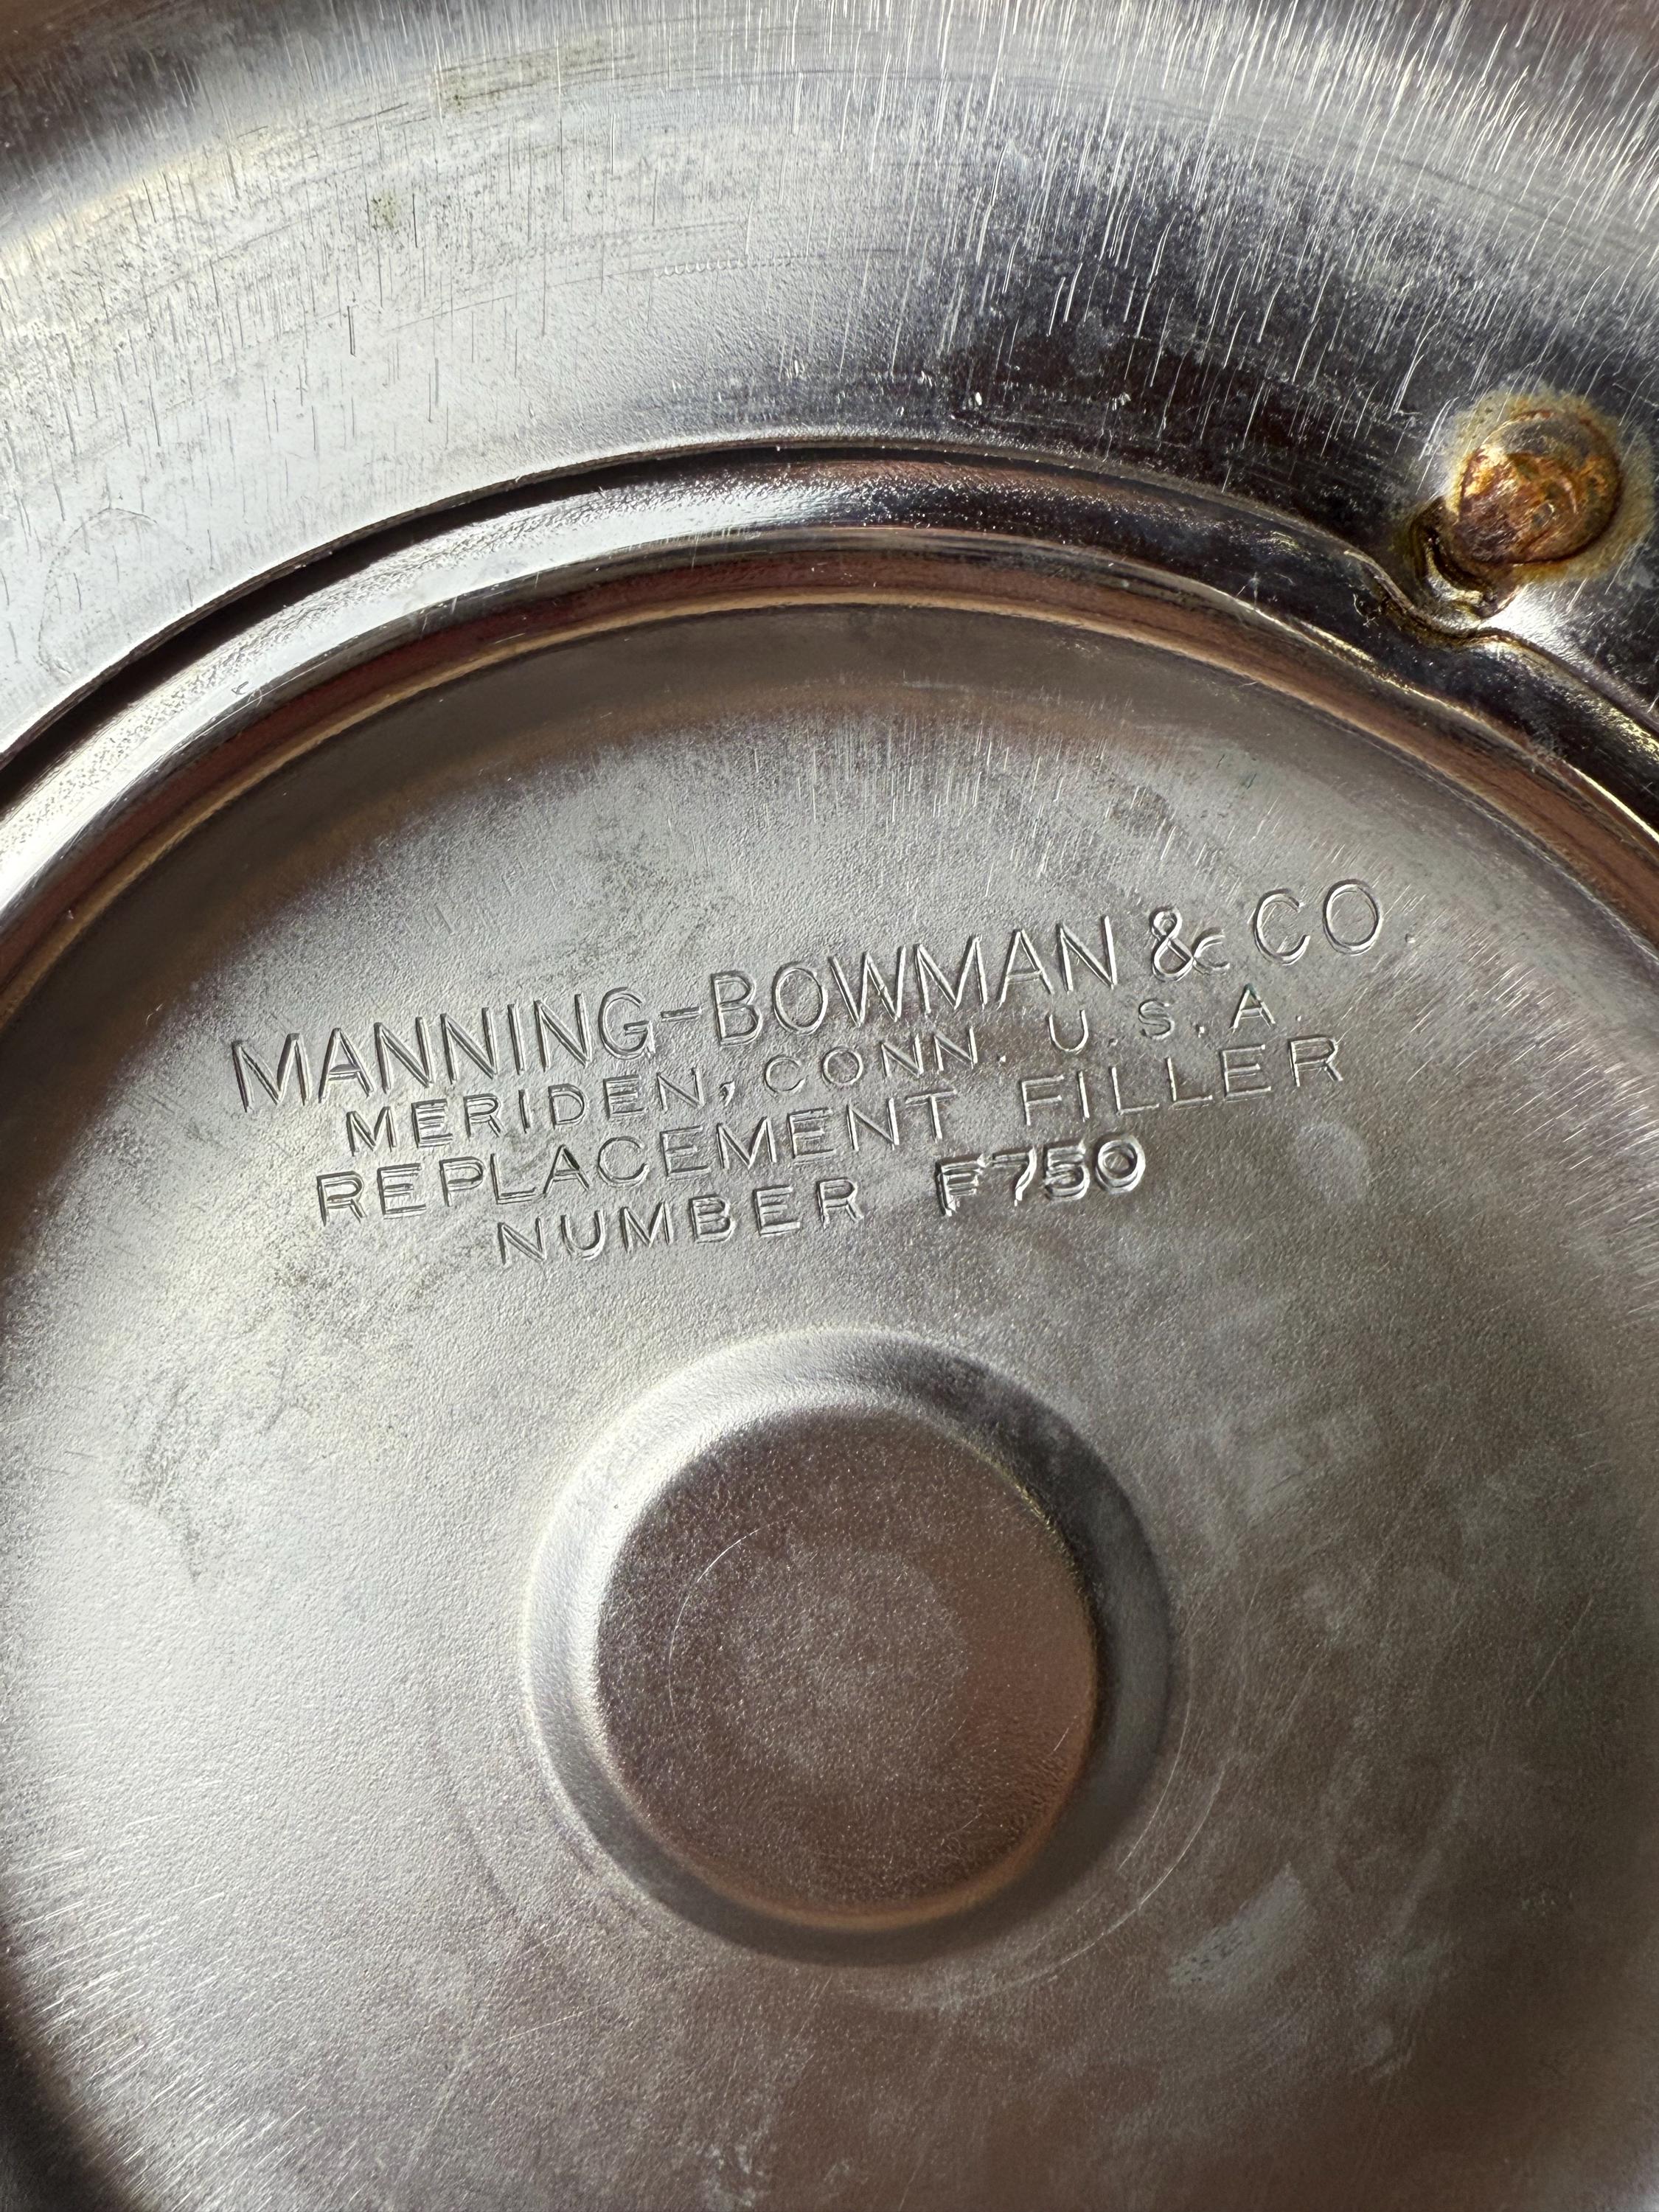 MANNING-BOWMAN & CO.
MERIDEN, CONN. U.S.A.
REPLACEMENT FILLER
NUMBER F750